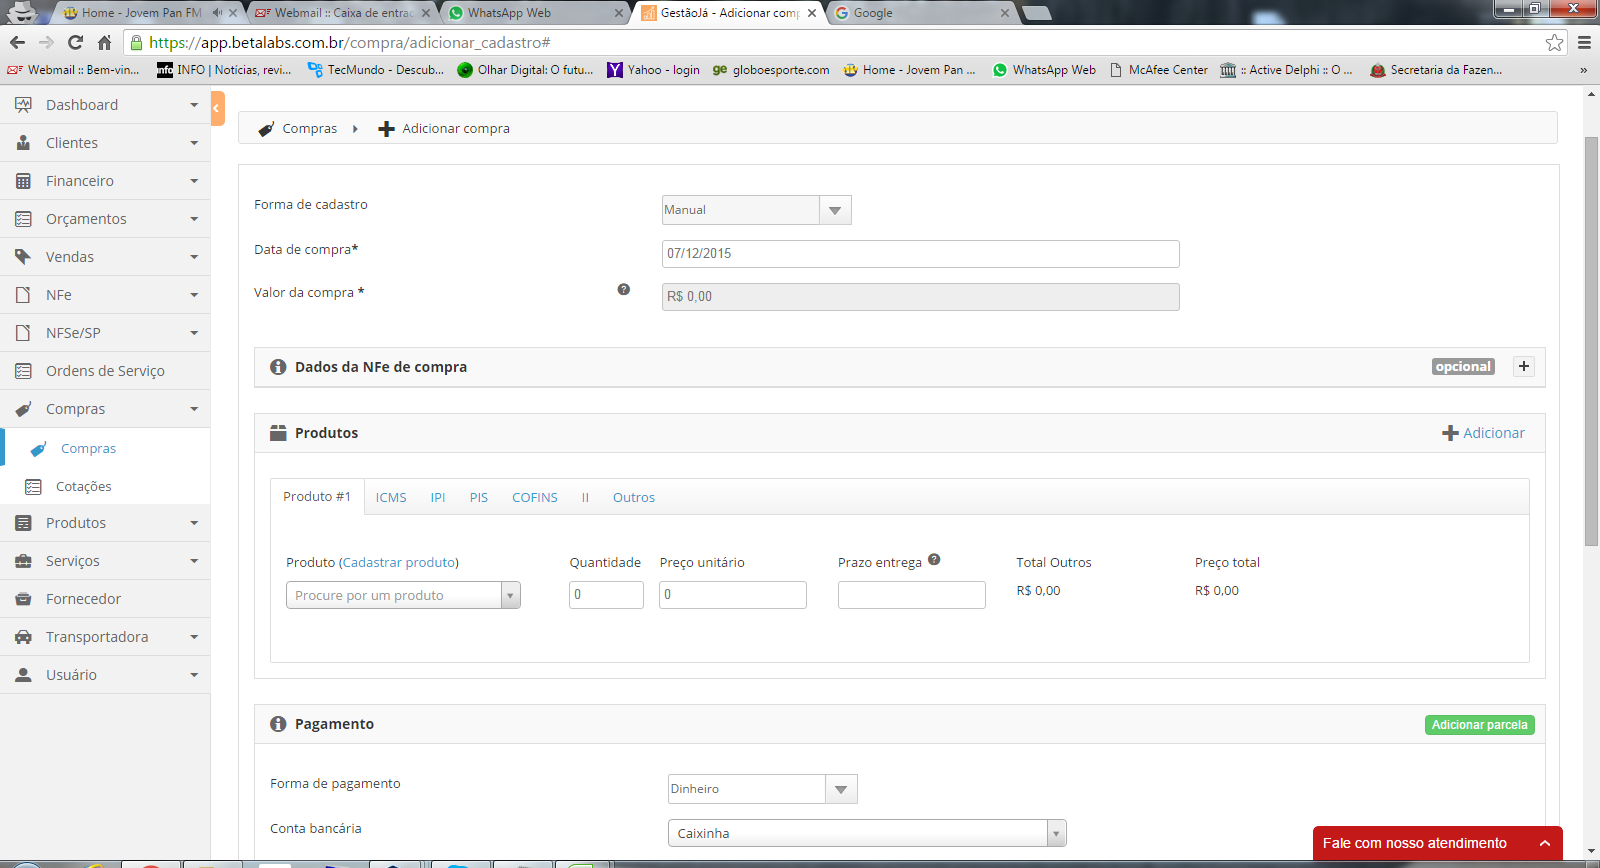 Home - Jovem Pan FM
Webmail :: Caixa de entrac
WhatsApp Web
GestãoJá - Adicionar comp
Google
https://app.betalabs.com.br/compra/adicionar_cadastro#
Webmail :: Bem-vin...
INFO | Notícias, revi...
TecMundo - Descub...
Olhar Digital: O futu...
Yahoo - login
globoesporte.com
Home - Jovem Pan ...
WhatsApp Web
McAfee Center
:: Active Delphi :: O ...
Secretaria da Fazen...
»
Dashboard
Clientes
Financeiro
Orçamentos
Vendas
NFe
NFSe/SP
Ordens de Serviço
Compras
Compras
Cotações
Produtos
Serviços
Fornecedor
Transportadora
Usuário
Compras
Adicionar compra
Forma de cadastro
Manual
Data de compra*
07/12/2015
Valor da compra *
R$ 0,00
Dados da NFe de compra
opcional
Produtos
Adicionar
Produto #1
ICMS
IPI
PIS
COFINS
II
Outros
Produto (Cadastrar produto)
Quantidade
Preço unitário
Prazo entrega
Total Outros
Preço total
Procure por um produto
0
0
R$ 0,00
R$ 0,00
Pagamento
Adicionar parcela
Forma de pagamento
Dinheiro
Conta bancária
Caixinha
Fale com nosso atendimento